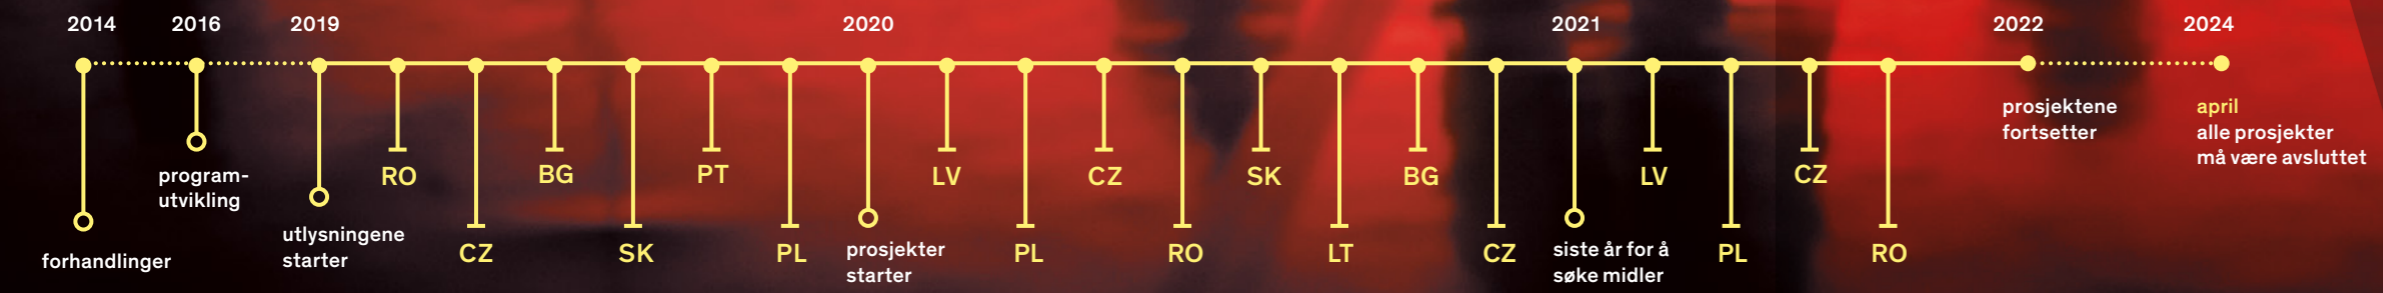 2014
2016
2019
2020
2021
2022
2024
forhandlinger
program-
utvikling
utlysningene
starter
RO
CZ
BG
SK
PT
PL
prosjekter
starter
LV
PL
CZ
RO
SK
LT
BG
CZ
siste år for å
søke midler
LV
PL
CZ
RO
prosjektene
fortsetter
april
alle prosjekter
må være avsluttet